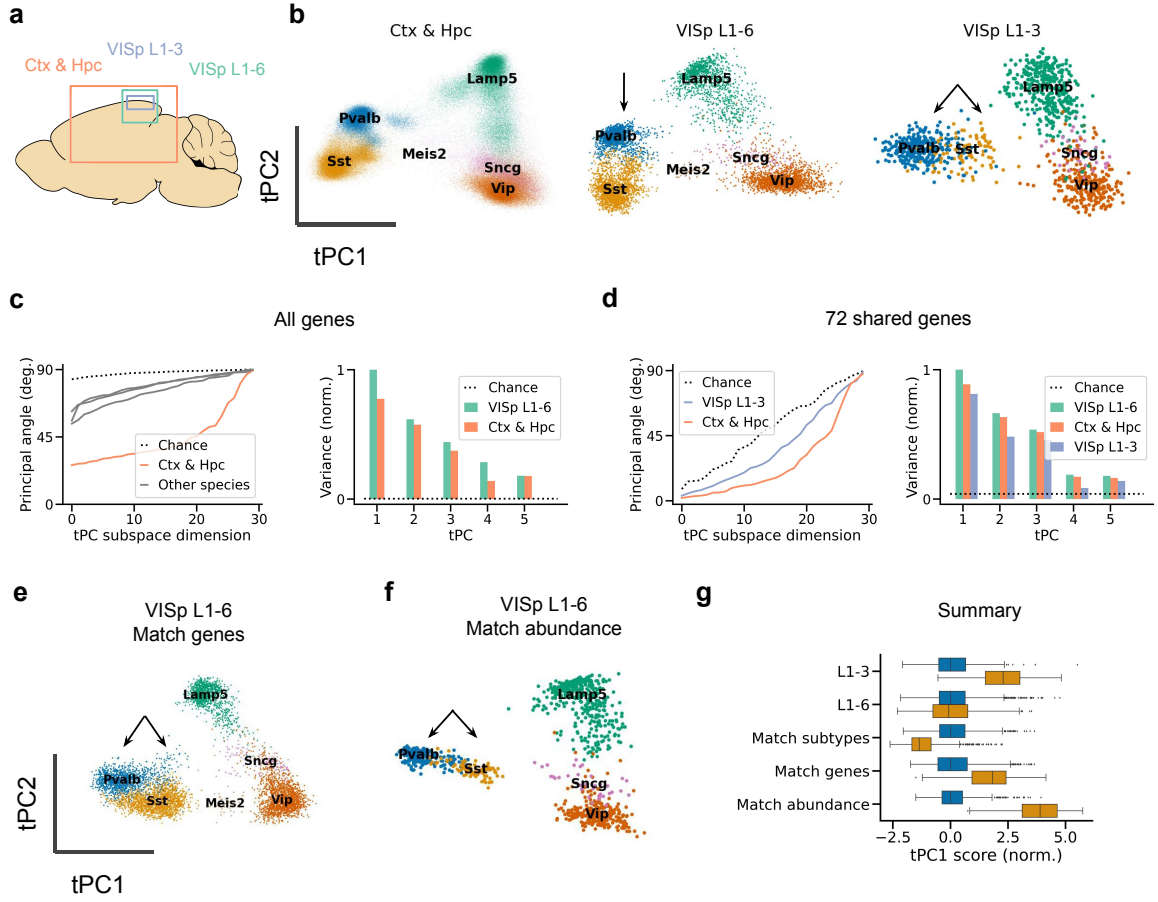 a
Ctx & Hpc
VISp L1-3
VISp L1-6
b
Ctx & Hpc
VISp L1-6
VISp L1-3
tPC2
tPC1
Lamp5
Pvalb
Sst
Meis2
Sncg
Vip
Lamp5
Pvalb
Sst
Meis2
Sncg
Vip
Lamp5
Pvalb
Sst
Sncg
Vip
c
All genes
Principal angle (deg.)
90
45
0
0
10
20
30
tPC subspace dimension
Chance
Ctx & Hpc
Other species
Variance (norm.)
1
0
1
2
3
4
5
tPC
Chance
VISp L1-6
Ctx & Hpc
d
72 shared genes
Principal angle (deg.)
90
45
0
0
10
20
30
tPC subspace dimension
Chance
VISp L1-3
Ctx & Hpc
Variance (norm.)
1
0
1
2
3
4
5
tPC
Chance
VISp L1-6
Ctx & Hpc
VISp L1-3
e
VISp L1-6
Match genes
tPC2
tPC1
Lamp5
Pvalb
Sst
Meis2
Sncg
Vip
f
VISp L1-6
Match abundance
Lamp5
Pvalb
Sst
Sncg
Vip
g
Summary
L1-3
L1-6
Match subtypes
Match genes
Match abundance
−2.5
0.0
2.5
5.0
tPC1 score (norm.)